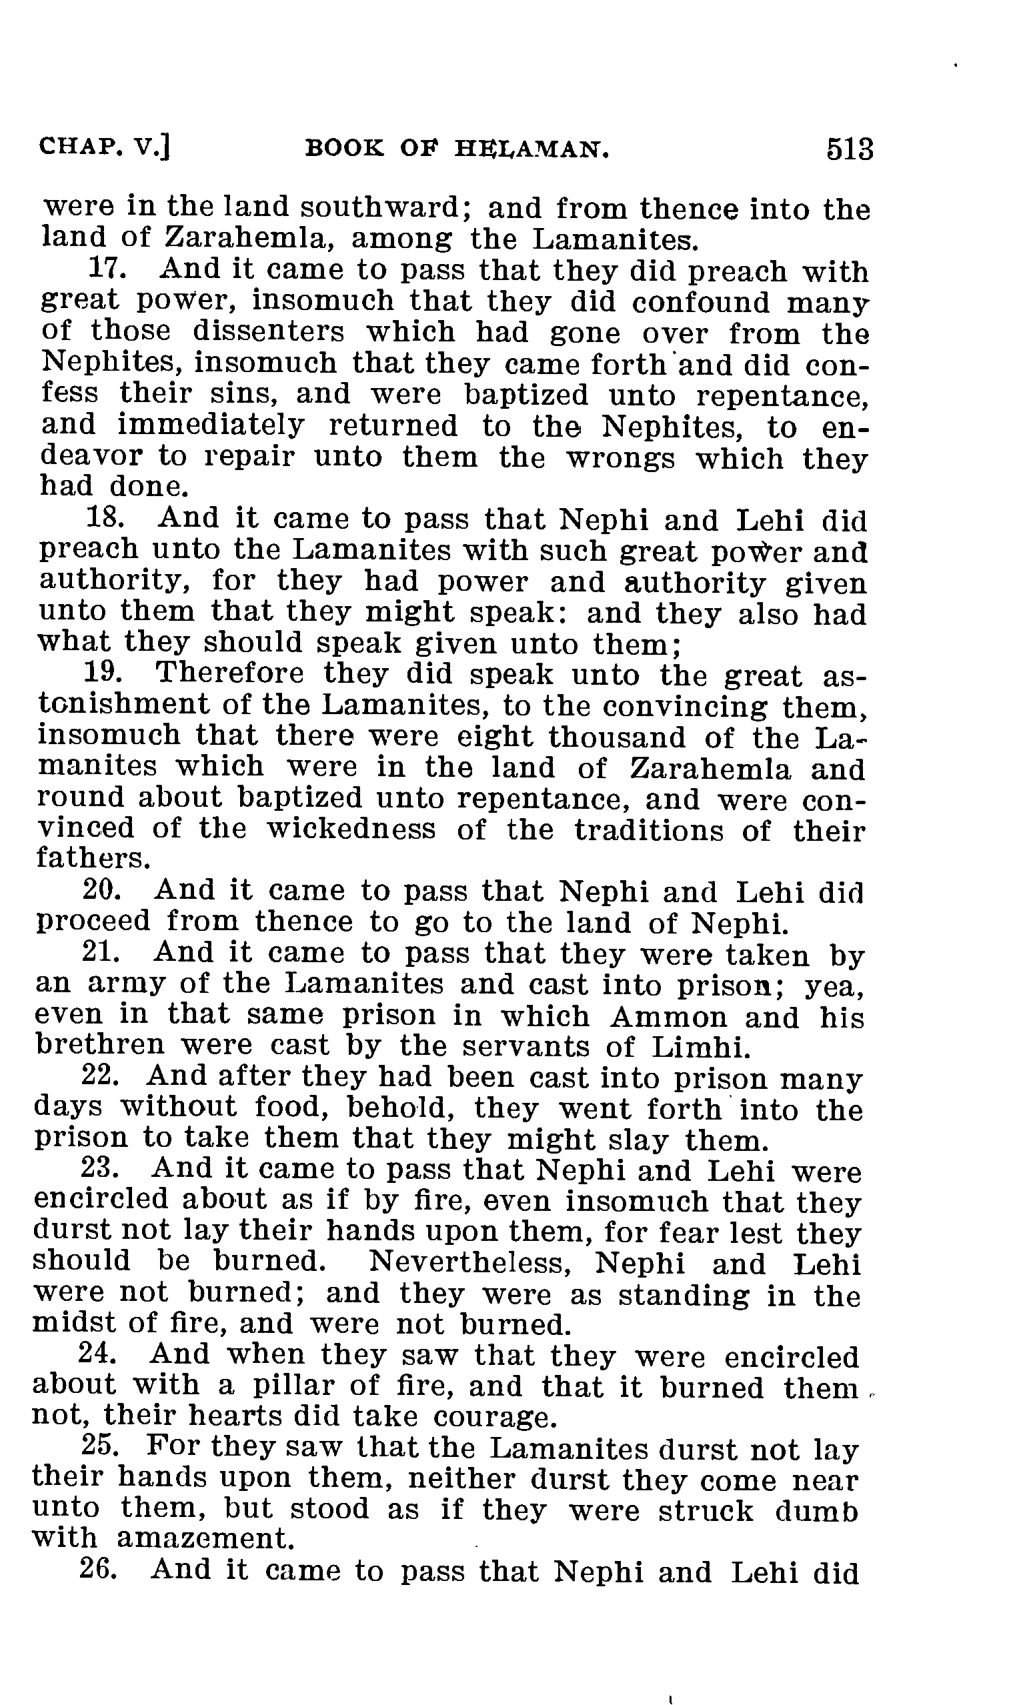 CHAP. V.] BOOK OF HELAMAN. 513
were in the land southward; and from thence into the
land of Zarahemla, among the Lamanites.
17. And it came to pass that they did preach with
great power, insomuch that they did confound many
of those dissenters which had gone over from the
Nephites, insomuch that they came forth and did con-
fess their sins, and were baptized unto repentance,
and immediately returned to the Nephites, to en-
deavor to repair unto them the wrongs which they
had done.
18. And it came to pass that Nephi and Lehi did
preach unto the Lamanites with such great power and
authority, for they had power and authority given
unto them that they might speak: and they also had
what they should speak given unto them;
19. Therefore they did speak unto the great as-
tonishment of the Lamanites, to the convincing them,
insomuch that there were eight thousand of the La-
manites which were in the land of Zarahemla and
round about baptized unto repentance, and were con-
vinced of the wickedness of the traditions of their
fathers.
20. And it came to pass that Nephi and Lehi did
proceed from thence to go to the land of Nephi.
21. And it came to pass that they were taken by
an army of the Lamanites and cast into prison; yea,
even in that same prison in which Ammon and his
brethren were cast by the servants of Limhi.
22. And after they had been cast into prison many
days without food, behold, they went forth into the
prison to take them that they might slay them.
23. And it came to pass that Nephi and Lehi were
encircled about as if by fire, even insomuch that they
durst not lay their hands upon them, for fear lest they
should be burned. Nevertheless, Nephi and Lehi
were not burned; and they were as standing in the
midst of fire, and were not burned.
24. And when they saw that they were encircled
about with a pillar of fire, and that it burned them
not, their hearts did take courage.
25. For they saw that the Lamanites durst not lay
their hands upon them, neither durst they come near
unto them, but stood as if they were struck dumb
with amazement.
26. And it came to pass that Nephi and Lehi did